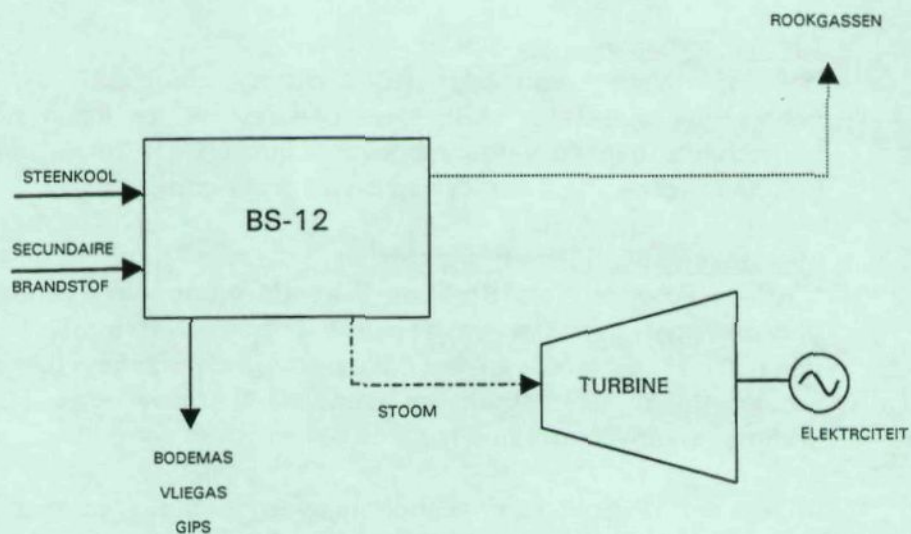 ROOKGASSEN
STEENKOOL
BS-12
SECUNDAIRE
BRANDSTOF
TURBINE
STOOM
ELEKTRCITEIT
BODEMAS
VLIEGAS
GIPS